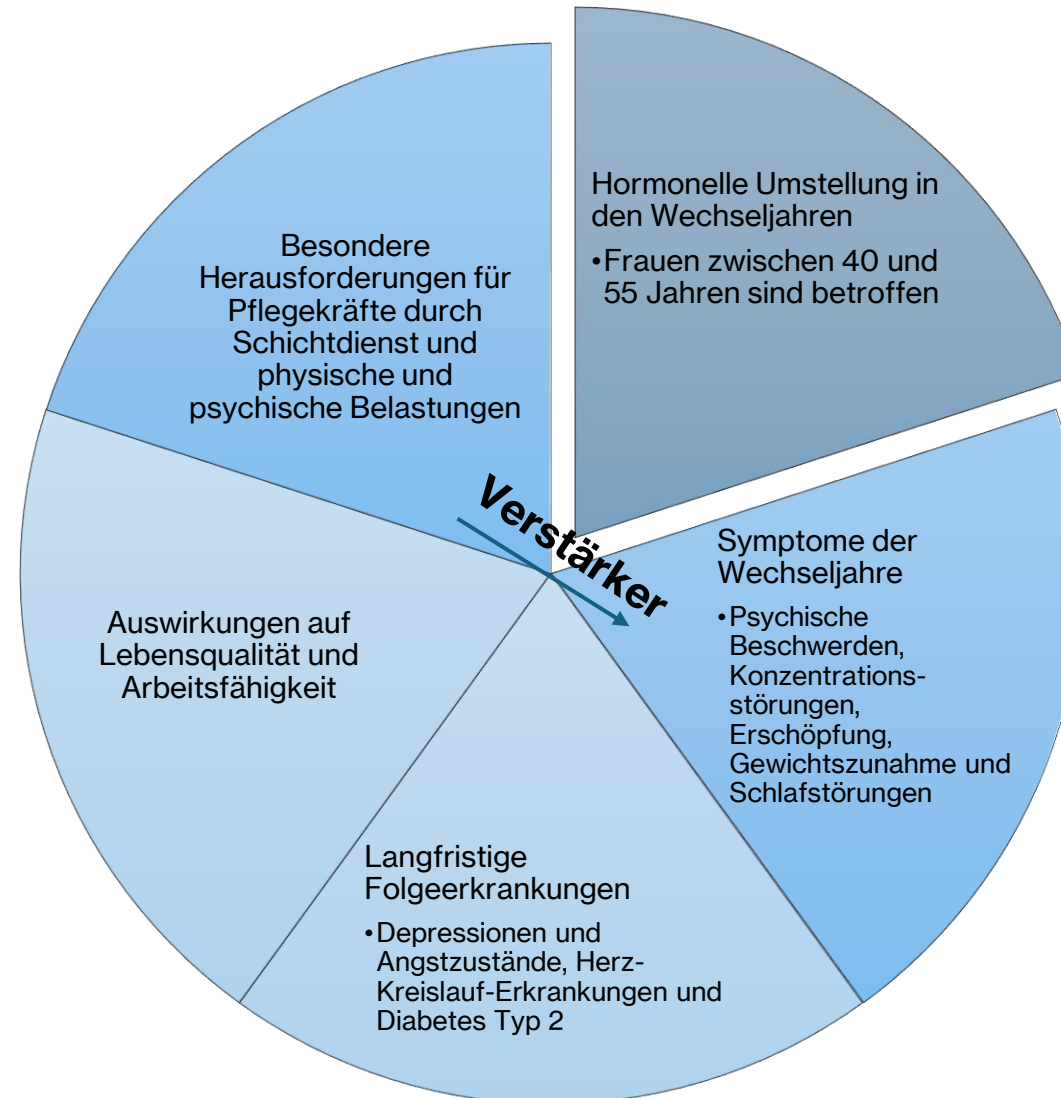 Hormonelle Umstellung in
den Wechseljahren
•Frauen zwischen 40 und
55 Jahren sind betroffen
Symptome der
Wechseljahre
•Psychische
Beschwerden,
Konzentrations-
störungen,
Erschöpfung,
Gewichtszunahme und
Schlafstörungen
Langfristige
Folgeerkrankungen
•Depressionen und
Angstzustände, Herz-
Kreislauf-Erkrankungen und
Diabetes Typ 2
Auswirkungen auf
Lebensqualität und
Arbeitsfähigkeit
Besondere
Herausforderungen für
Pflegekräfte durch
Schichtdienst und
physische und
psychische Belastungen
Verstärker